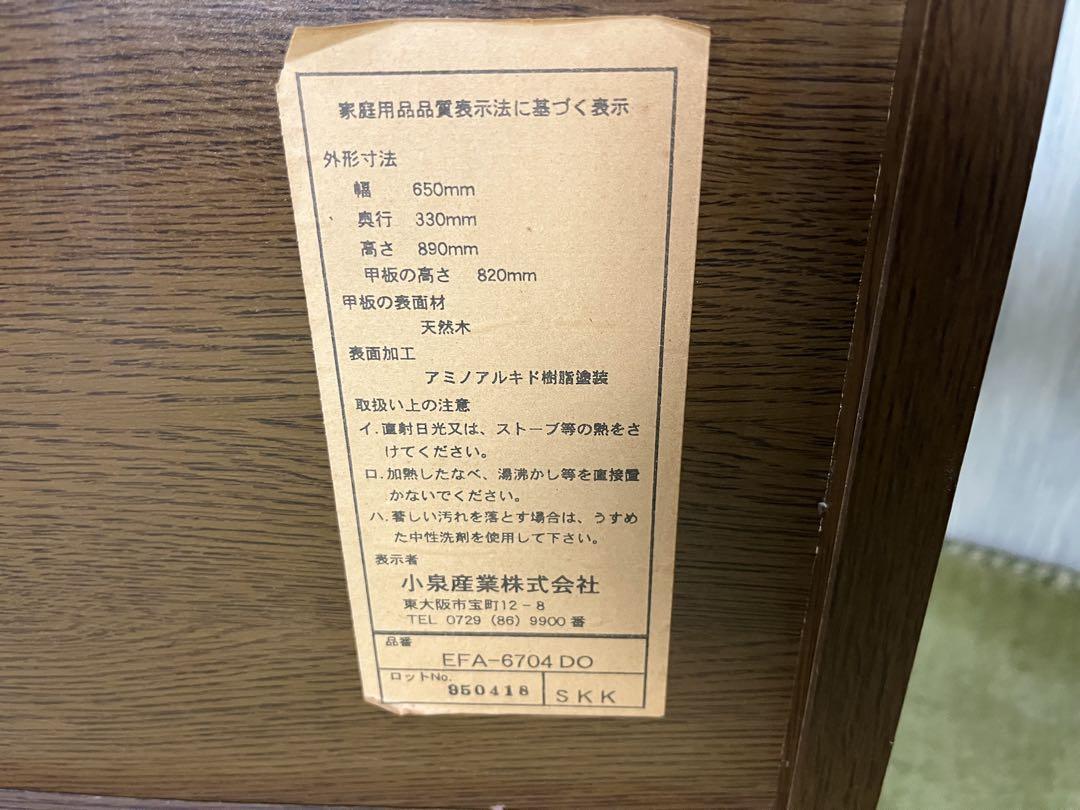 家庭用品品質表示法に基づく表示
外形寸法
幅 650mm
奥行 330mm
高さ 890mm
甲板の高さ 820mm
甲板の表面材
天然木
表面加工
アミノアルキド樹脂塗装
取扱い上の注意
イ.直射日光又は、ストーブ等の熱をさ
けてください。
ロ.加熱したなべ、湯沸かし等を直接置
かないでください。
ハ.著しい汚れを落とす場合は、うすめ
た中性洗剤を使用して下さい。
表示者
小泉産業株式会社
東大阪市宝町12-8
TEL 0729 (86) 9900 番
品番
EFA-6704 DO
ロットNo. 950418 SKK